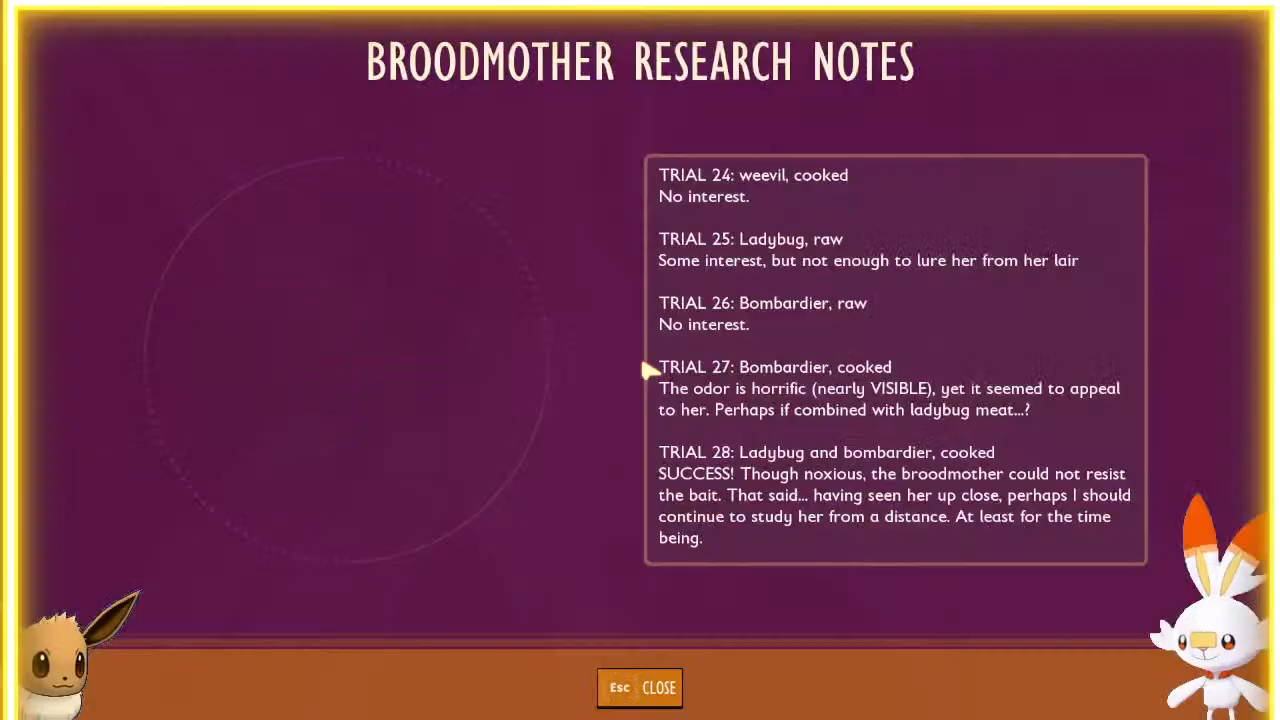 BROODMOTHER RESEARCH NOTES
TRIAL 24: weevil, cooked
No interest.
TRIAL 25: Ladybug, raw
Some interest, but not enough to lure her from her lair
TRIAL 26: Bombardier, raw
No interest.
TRIAL 27: Bombardier, cooked
The odor is horrific (nearly VISIBLE), yet it seemed to appeal
to her. Perhaps if combined with ladybug meat...?
TRIAL 28: Ladybug and bombardier, cooked
SUCCESS! Though noxious, the broodmother could not resist
the bait. That said... having seen her up close, perhaps I should
continue to study her from a distance. At least for the time
being.
Esc CLOSE